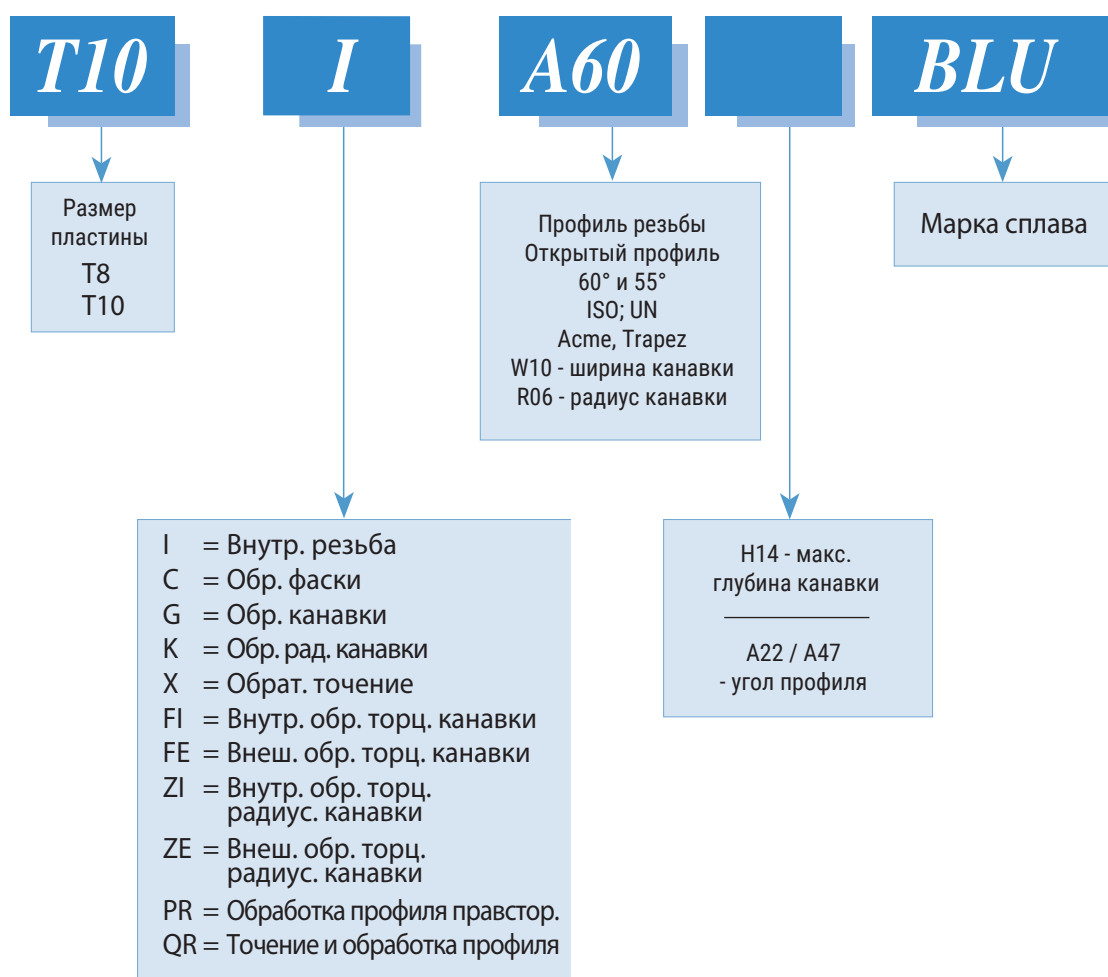 T10 I A60 BLU
Размер
пластины
T8
T10
Профиль резьбы
Открытый профиль
60° и 55°
ISO; UN
Acme, Trapez
W10 - ширина канавки
R06 - радиус канавки
Марка сплава
I = Внутр. резьба
C = Обр. фаски
G = Обр. канавки
K = Обр. рад. канавки
X = Обрат. точение
FI = Внутр. обр. торц. канавки
FE = Внеш. обр. торц. канавки
ZI = Внутр. обр. торц.
радиус. канавки
ZE = Внеш. обр. торц.
радиус. канавки
PR = Обработка профиля правстор.
QR = Точение и обработка профиля
H14 - макс.
глубина канавки
A22 / A47
- угол профиля